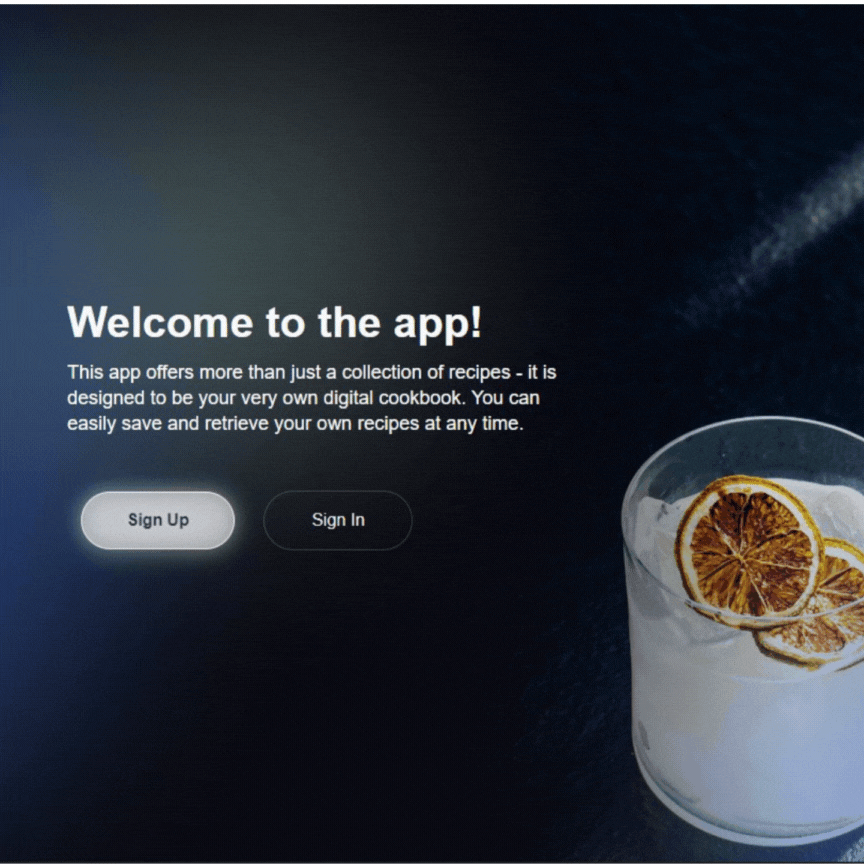 Welcome to the app!
This app offers more than just a collection of recipes - it is
designed to be your very own digital cookbook. You can
easily save and retrieve your own recipes at any time.
Sign Up
Sign In